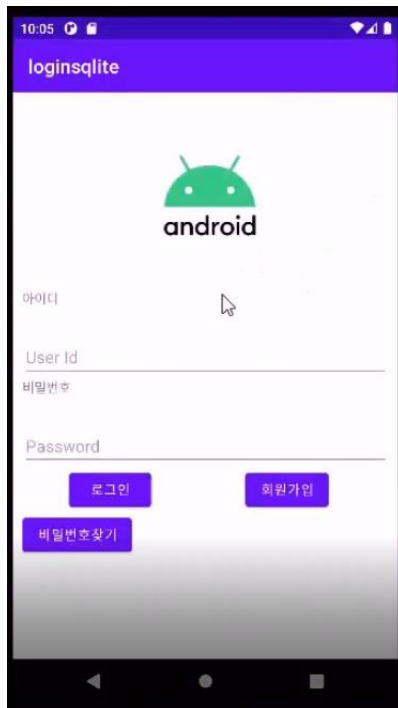 10:05
loginsqlite
android
아이디
User Id
비밀번호
Password
로그인 회원가입
비밀번호찾기